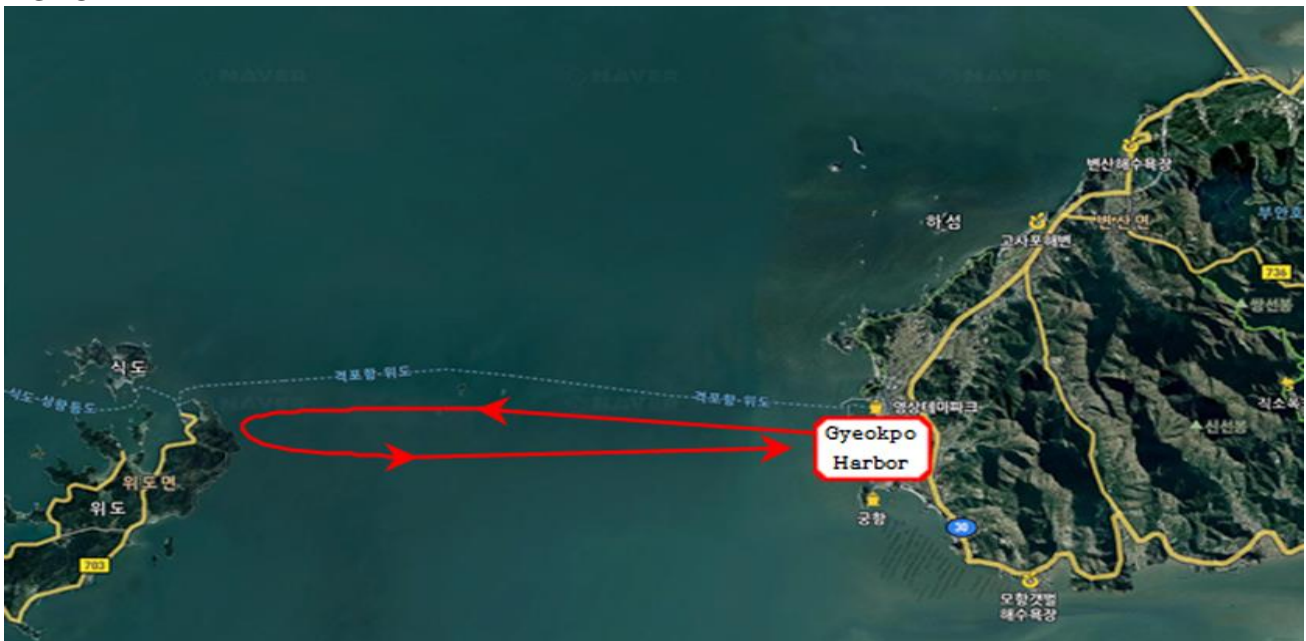 NAVER
NAVER
NAVER
변산해수욕장
부안호
하섬
변산면
고사포해변
736
쌍선봉
식도
격포항-위도
식도-상왕등도
격포항-위도
영상테마파크
직소폭
신선봉
Gyeokpo
Harbor
위도면
위도
궁항
30
703
모항갯벌
해수욕장